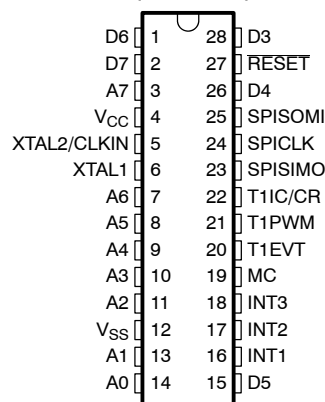 D6 1 28 D3
D7 2 27 RESET
A7 3 26 D4
VCC 4 25 SPISOMI
XTAL2/CLKIN 5 24 SPICLK
XTAL1 6 23 SPISIMO
A6 7 22 T1IC/CR
A5 8 21 T1PWM
A4 9 20 T1EVT
A3 10 19 MC
A2 11 18 INT3
VSS 12 17 INT2
A1 13 16 INT1
A0 14 15 D5